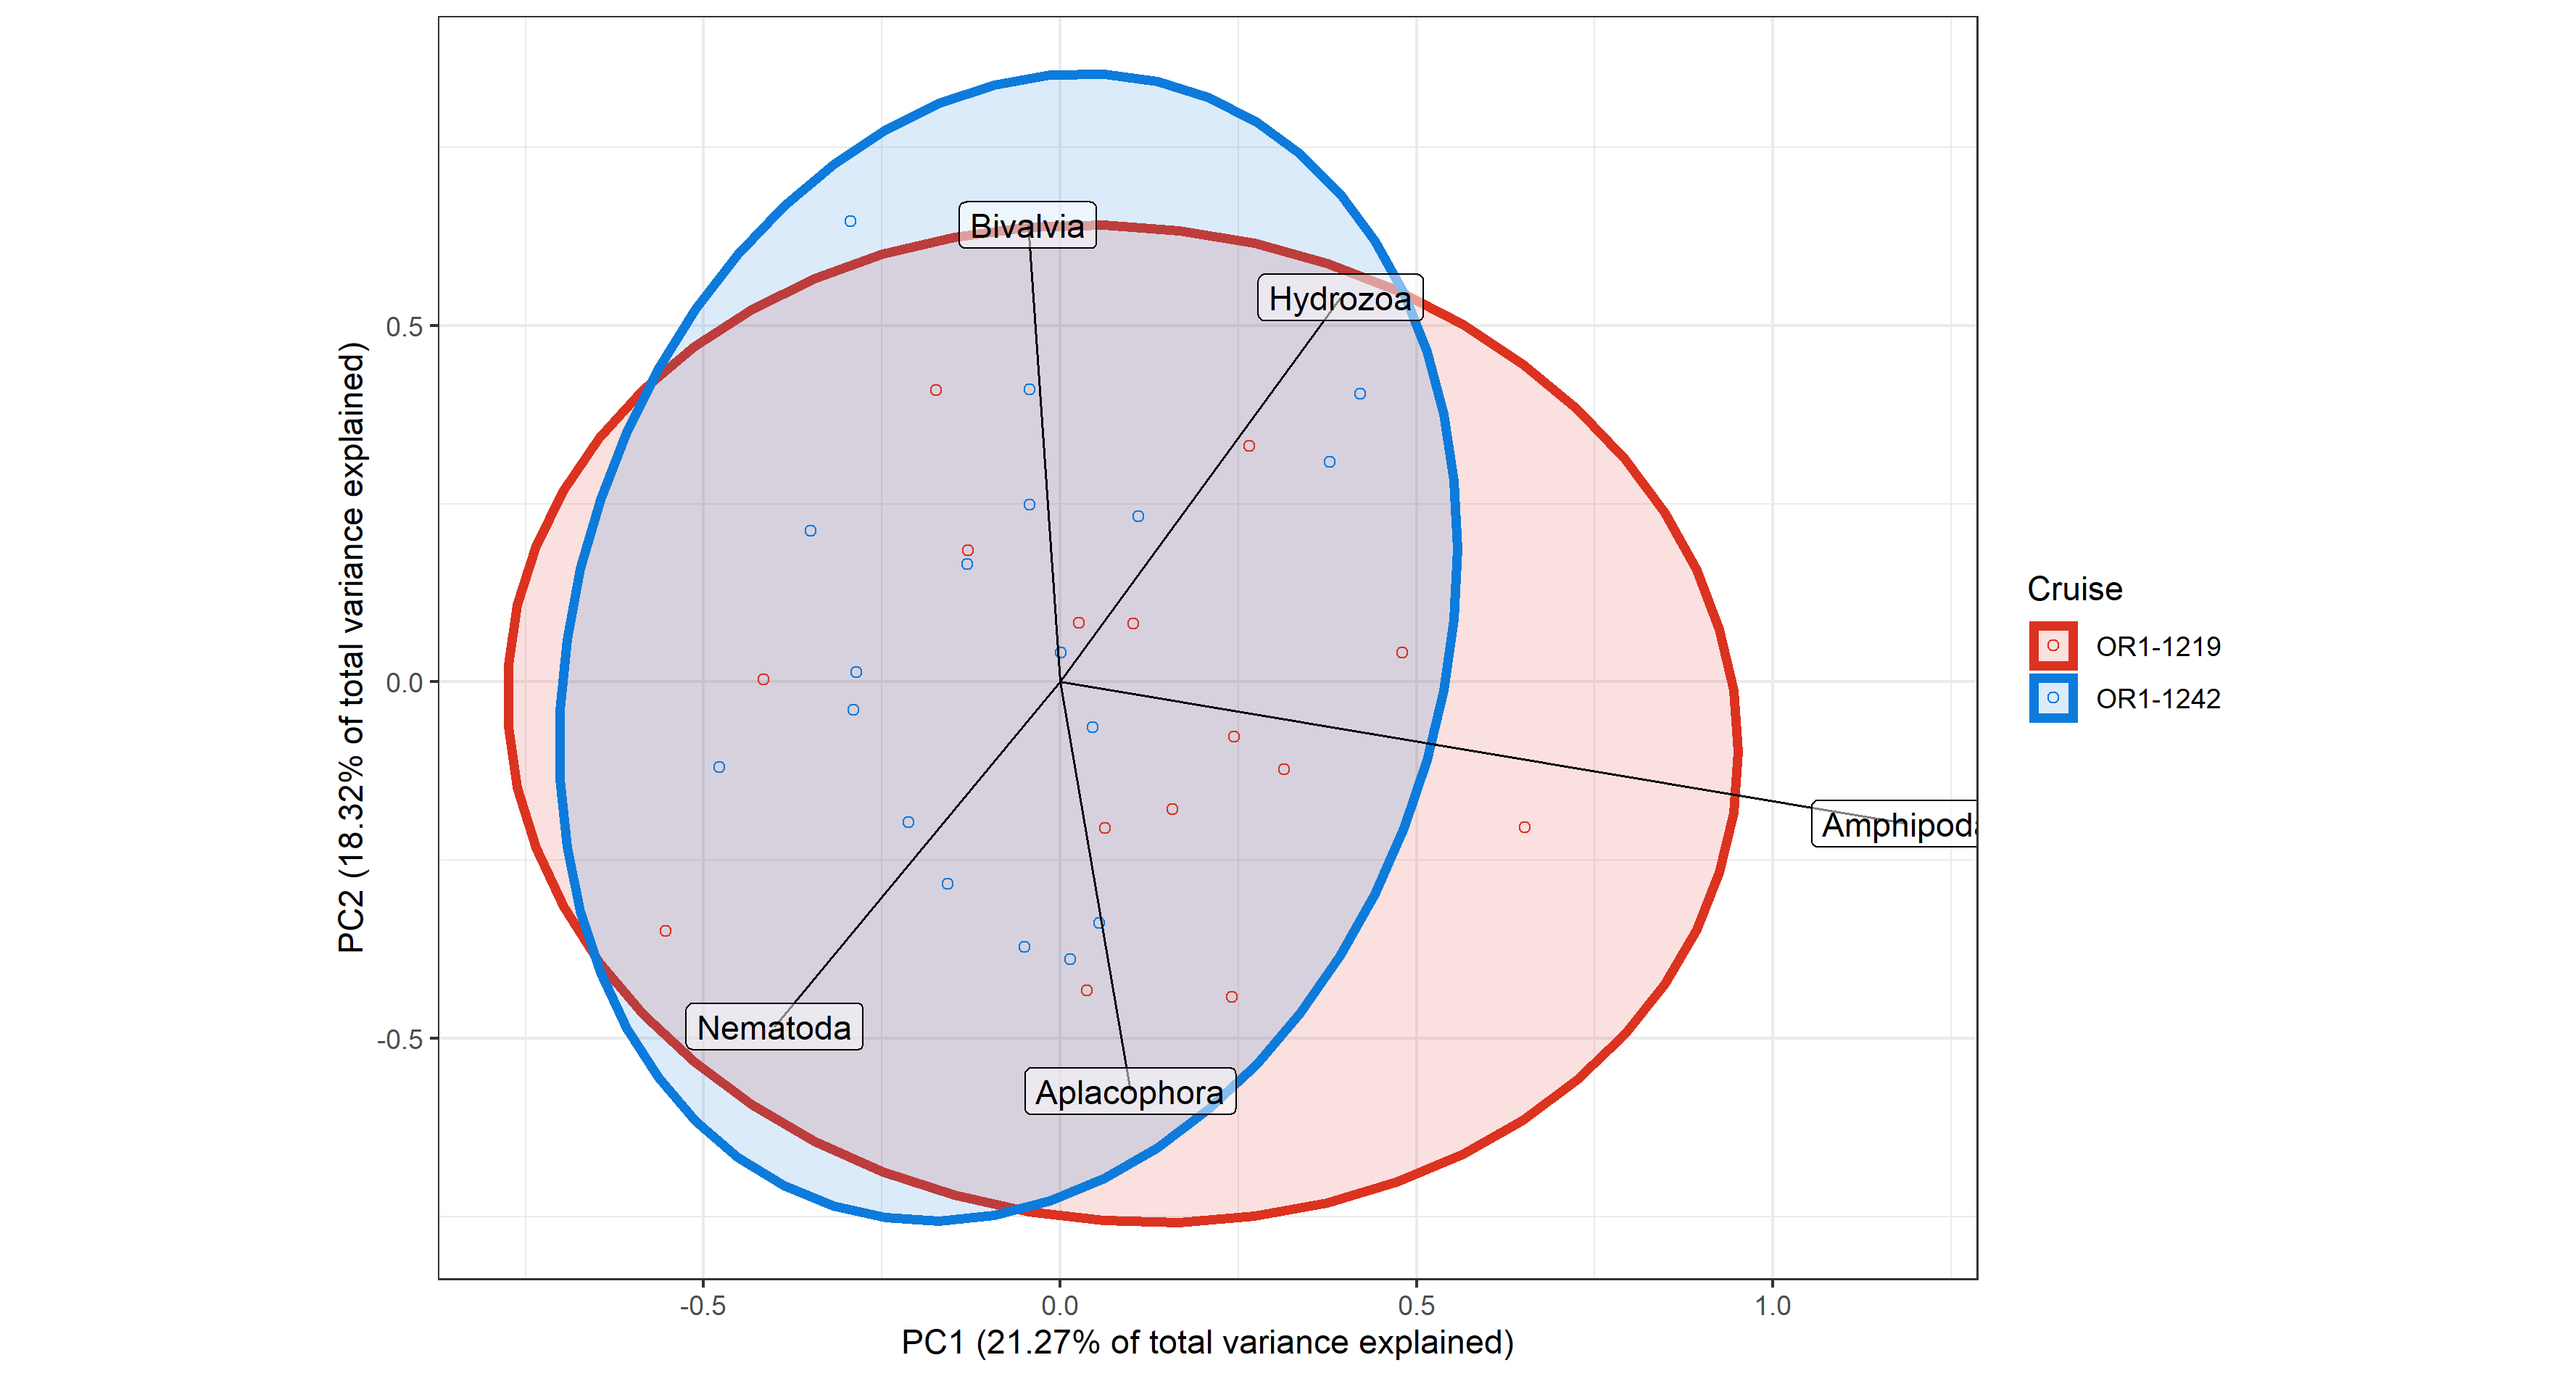 Bivalvia
Hydrozoa
Amphipoda
Nematoda
Aplacophora
0.5
0.0
-0.5
-0.5
0.0
0.5
1.0
PC1 (21.27% of total variance explained)
PC2 (18.32% of total variance explained)
Cruise
OR1-1219
OR1-1242